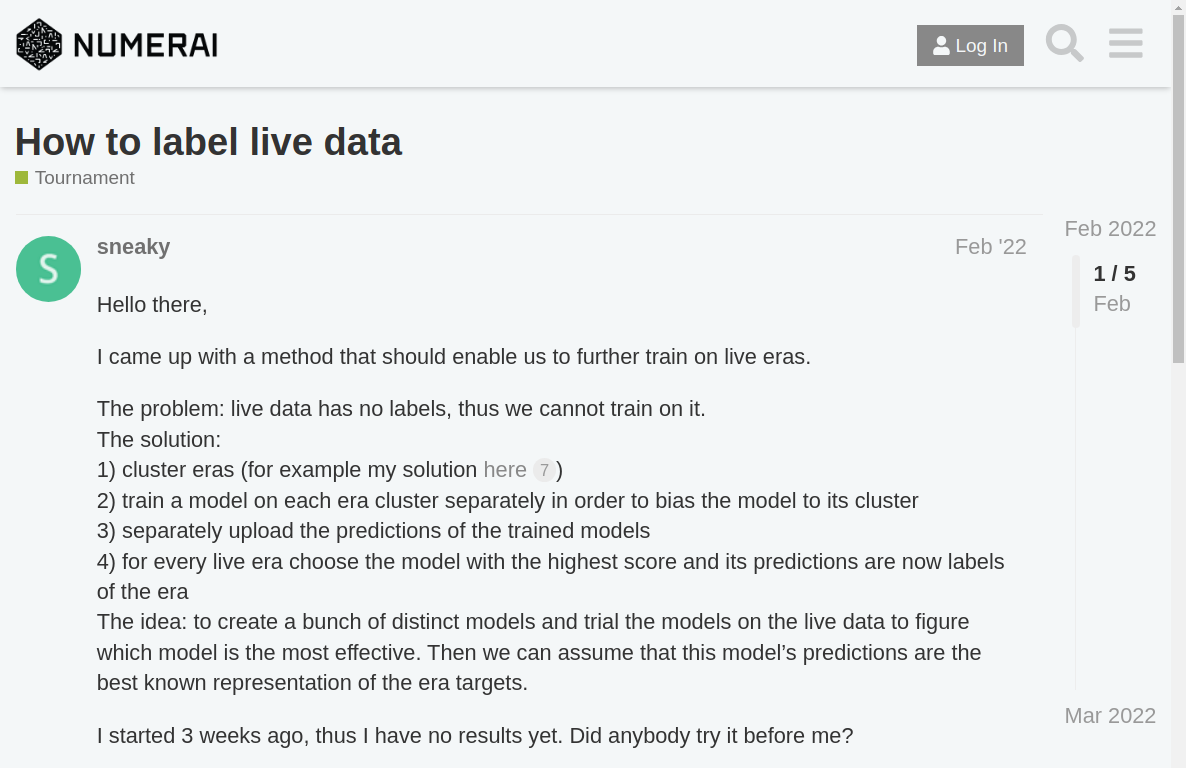 NUMERAI
Log In
How to label live data
Tournament
sneaky
Feb '22
Feb 2022
1 / 5
Feb
Hello there,
I came up with a method that should enable us to further train on live eras.
The problem: live data has no labels, thus we cannot train on it.
The solution:
1) cluster eras (for example my solution here 7)
2) train a model on each era cluster separately in order to bias the model to its cluster
3) separately upload the predictions of the trained models
4) for every live era choose the model with the highest score and its predictions are now labels
of the era
The idea: to create a bunch of distinct models and trial the models on the live data to figure
which model is the most effective. Then we can assume that this model’s predictions are the
best known representation of the era targets.
Mar 2022
I started 3 weeks ago, thus I have no results yet. Did anybody try it before me?
S